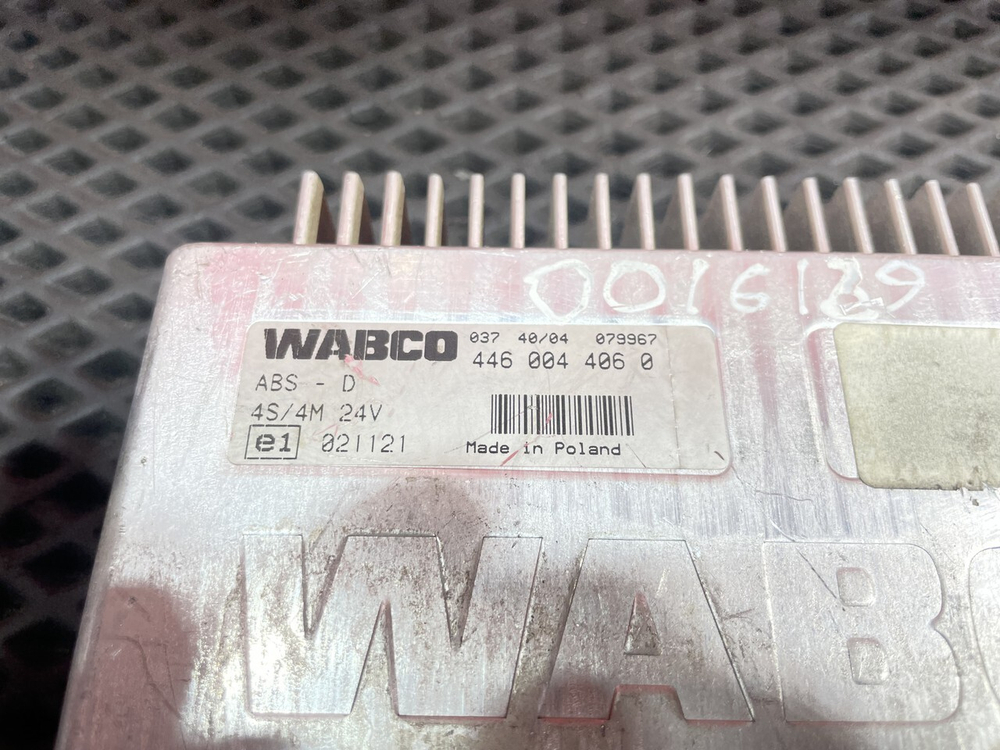 0016129
WABCO 037 40/04 079967
446 004 406 0
ABS - D
4S/4M 24V
e1 021121
Made in Poland
WABC